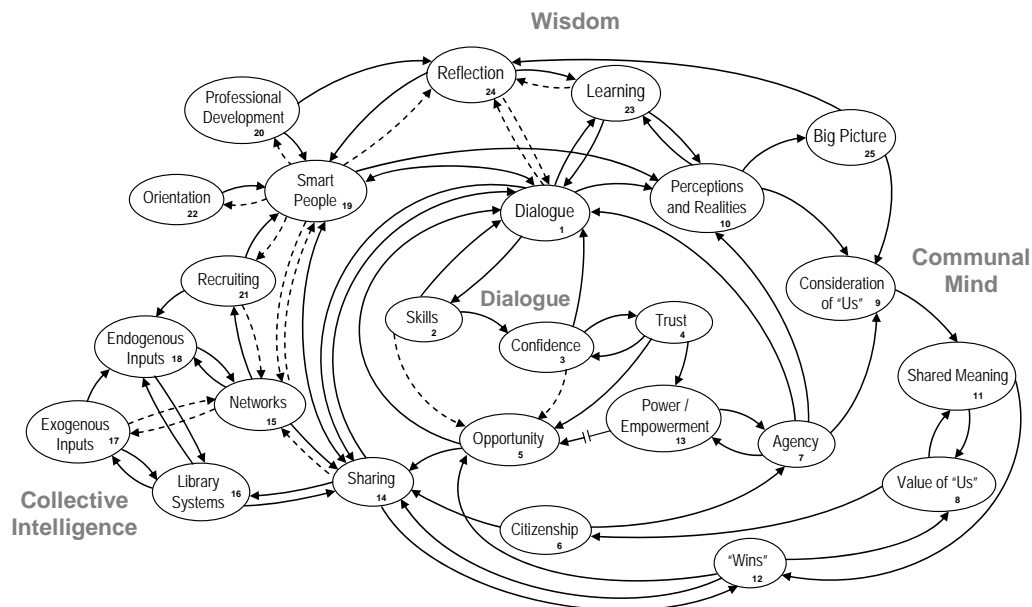 Wisdom
Reflection
24
Learning
23
Professional
Development
20
Big Picture
25
Smart
People
19
Orientation
22
Perceptions
and Realities
10
Dialogue
1
Communal
Mind
Recruiting
21
Consideration
of "Us"
9
Dialogue
Skills
2
Trust
4
Confidence
3
Endogenous
Inputs
18
Shared Meaning
11
Networks
15
Power /
Empowerment
13
Exogenous
Inputs
17
Opportunity
5
Agency
7
Library
Systems
16
Sharing
14
Value of "Us"
8
Collective
Intelligence
Citizenship
6
"Wins"
12